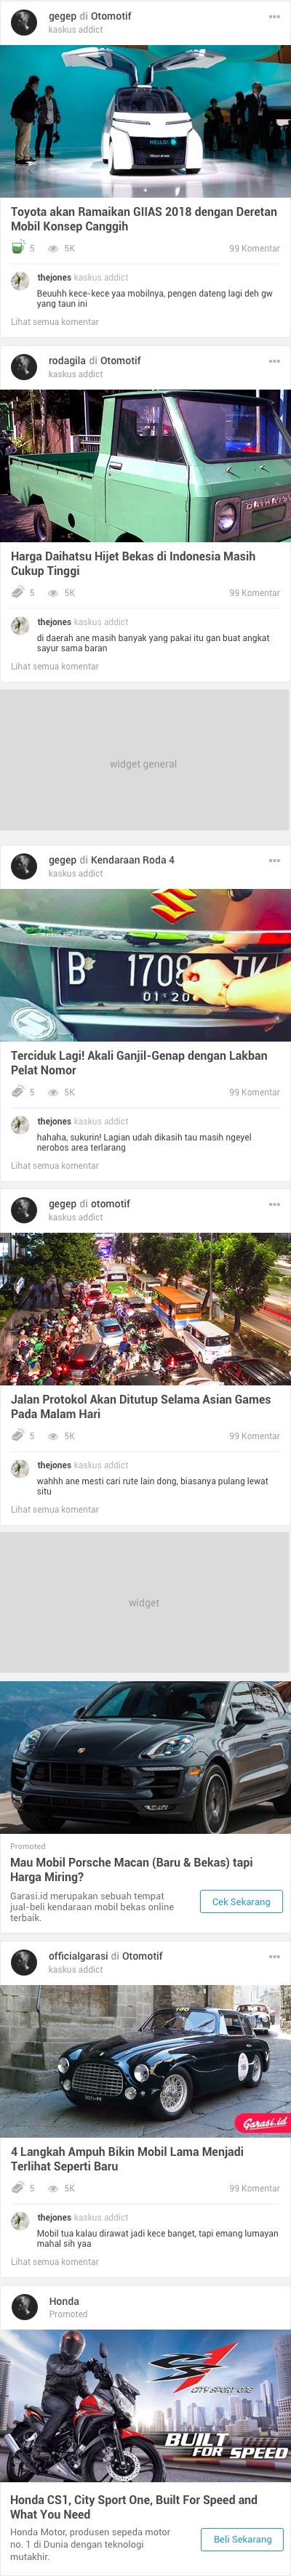 gegep di Otomotif
kaskus addict
HELLO!
Toyota akan Ramaikan GIIAS 2018 dengan Deretan
Mobil Konsep Canggih
5 5K 99 Komentar
thejones kaskus addict
Beuuhh kece-kece yaa mobilnya, pengen dateng lagi deh gw
yang taun ini
Lihat semua komentar
rodagila di Otomotif
kaskus addict
Harga Daihatsu Hijet Bekas di Indonesia Masih
Cukup Tinggi
5 5K 99 Komentar
thejones kaskus addict
di daerah ane masih banyak yang pakai itu gan buat angkat
sayur sama baran
Lihat semua komentar
widget general
gegep di Kendaraan Roda 4
kaskus addict
B 1708 TK
01·20
Terciduk Lagi! Akali Ganjil-Genap dengan Lakban
Pelat Nomor
5 5K 99 Komentar
thejones kaskus addict
hahaha, sukurin! Lagian udah dikasih tau masih ngeyel
nerobos area terlarang
Lihat semua komentar
gegep di otomotif
kaskus addict
Jalan Protokol Akan Ditutup Selama Asian Games
Pada Malam Hari
5 5K 99 Komentar
thejones kaskus addict
wahhh ane mesti cari rute lain dong, biasanya pulang lewat
situ
Lihat semua komentar
widget
Promoted
Mau Mobil Porsche Macan (Baru & Bekas) tapi
Harga Miring?
Garasi.id merupakan sebuah tempat
jual-beli kendaraan mobil bekas online
terbaik.
Cek Sekarang
officialgarasi di Otomotif
kaskus addict
Garasi.id
4 Langkah Ampuh Bikin Mobil Lama Menjadi
Terlihat Seperti Baru
5 5K 99 Komentar
thejones kaskus addict
Mobil tua kalau dirawat jadi kece banget, tapi emang lumayan
mahal sih yaa
Lihat semua komentar
Honda
Promoted
CITY SPORT ONE
BUILT
FOR SPEED
Honda CS1, City Sport One, Built For Speed and
What You Need
Honda Motor, produsen sepeda motor
no. 1 di Dunia dengan teknologi
mutakhir.
Beli Sekarang